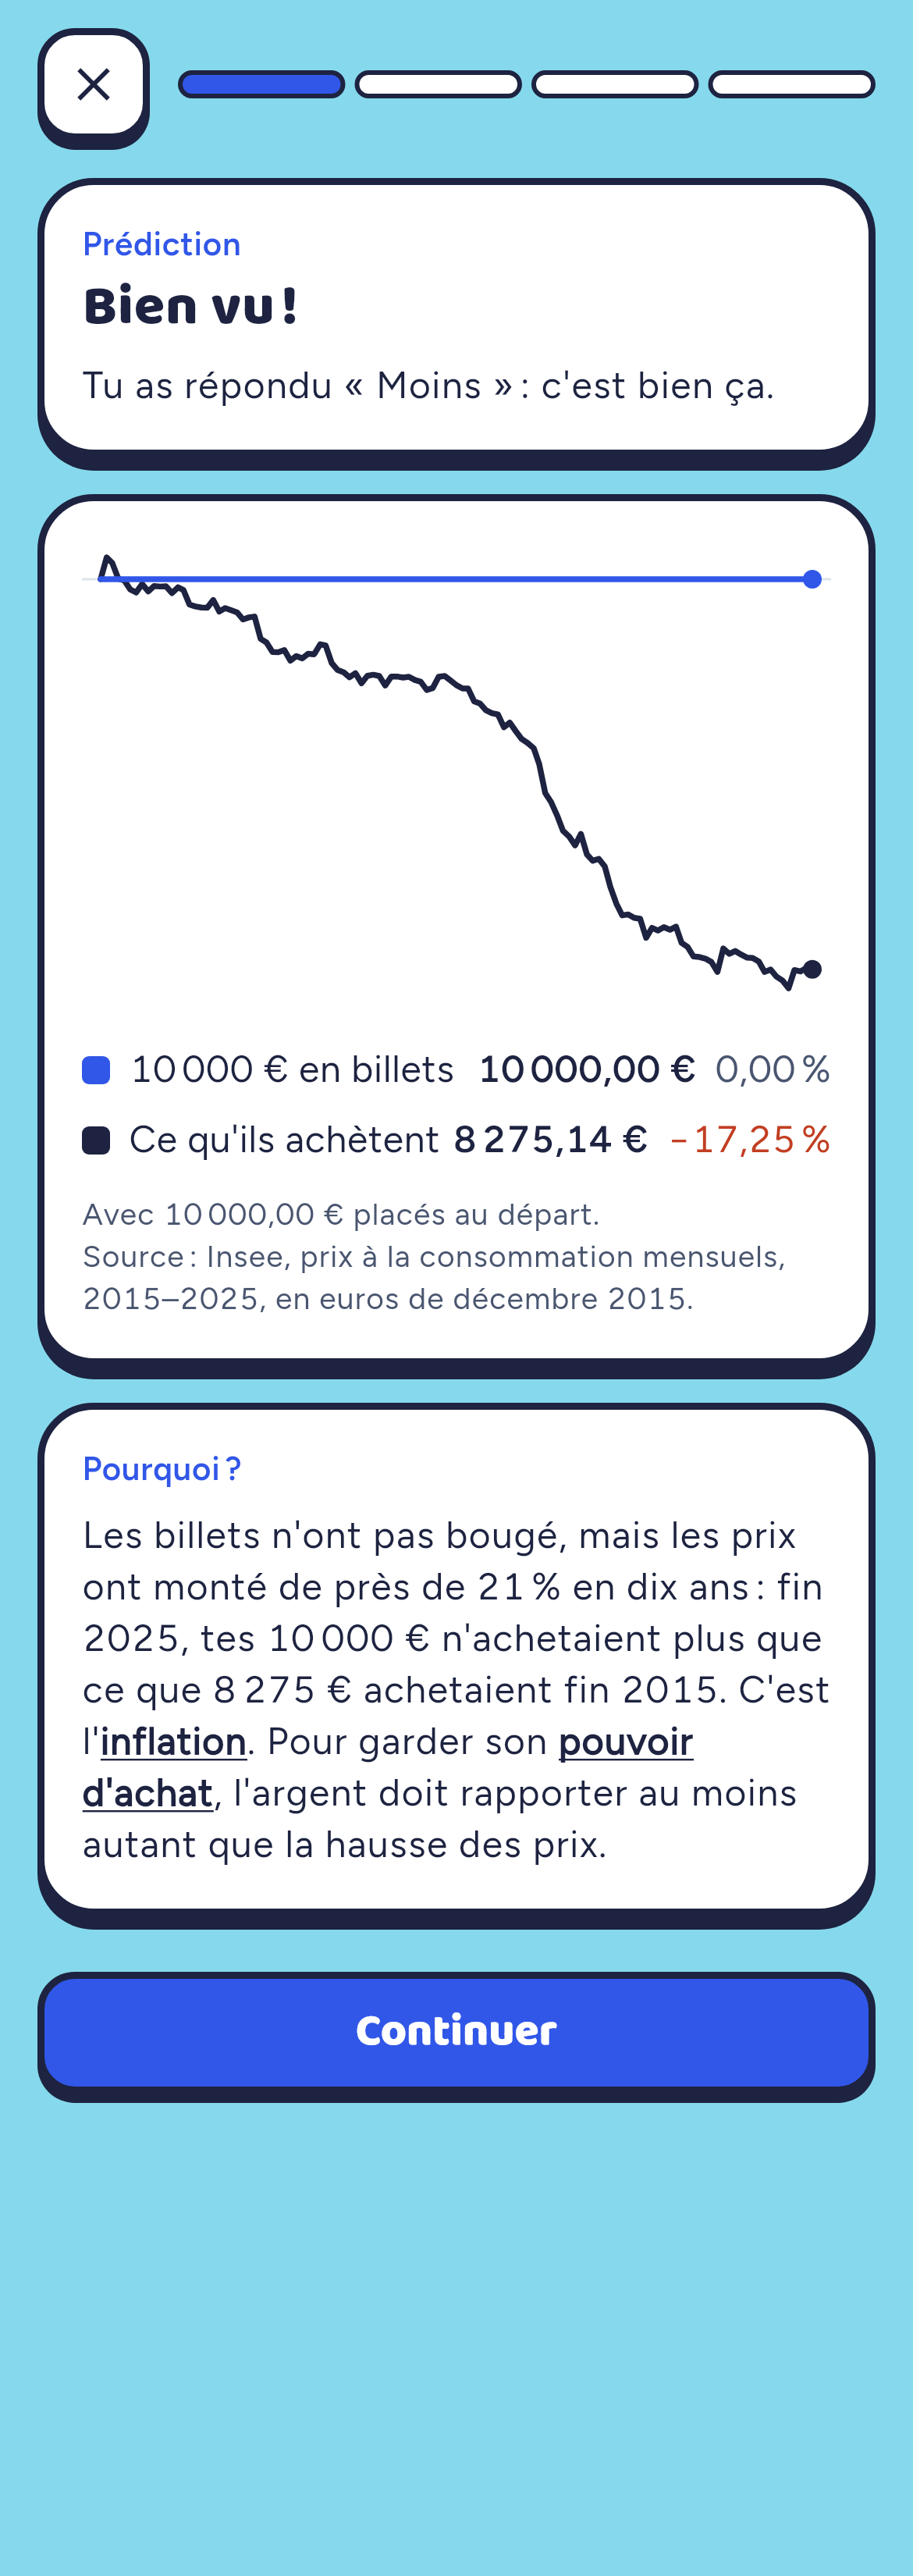 Prédiction
Bien vu !
Tu as répondu « Moins » : c'est bien ça.
10 000 € en billets 10 000,00 € 0,00 %
Ce qu'ils achètent 8 275,14 € −17,25 %
Avec 10 000,00 € placés au départ.
Source : Insee, prix à la consommation mensuels,
2015–2025, en euros de décembre 2015.
Pourquoi ?
Les billets n'ont pas bougé, mais les prix
ont monté de près de 21 % en dix ans : fin
2025, tes 10 000 € n'achetaient plus que
ce que 8 275 € achetaient fin 2015. C'est
l'inflation. Pour garder son pouvoir
d'achat, l'argent doit rapporter au moins
autant que la hausse des prix.
Continuer